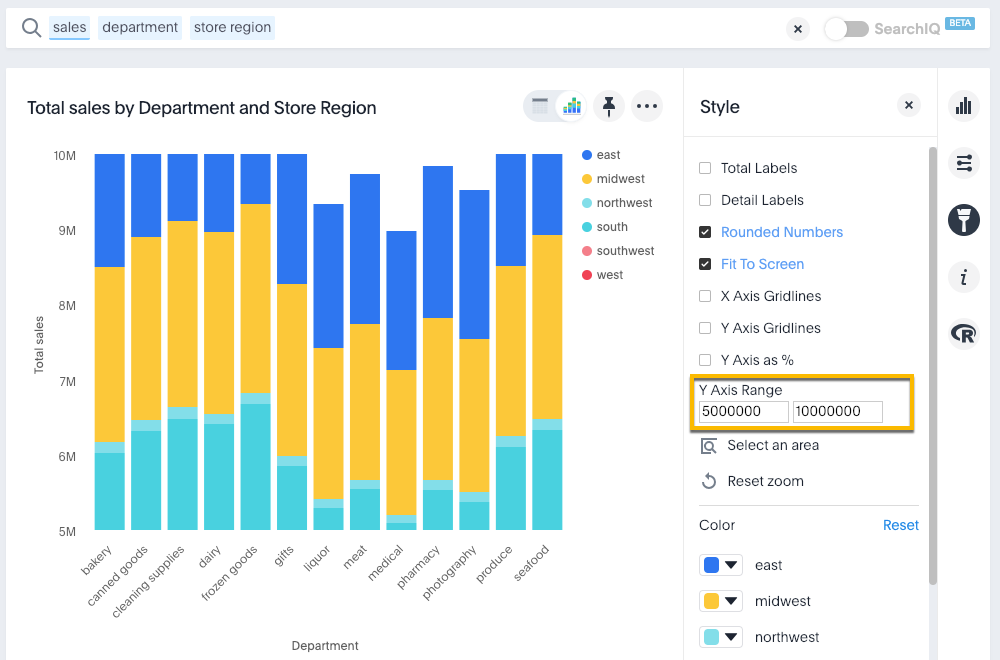 sales department store region
SearchIQ BETA
Total sales by Department and Store Region
10M
9M
8M
7M
6M
5M
Total sales
bakery
canned goods
cleaning supplies
dairy
frozen goods
gifts
liquor
meat
medical
pharmacy
photography
produce
seafood
Department
east
midwest
northwest
south
southwest
west
Style
Total Labels
Detail Labels
Rounded Numbers
Fit To Screen
X Axis Gridlines
Y Axis Gridlines
Y Axis as %
Y Axis Range
5000000 10000000
Select an area
Reset zoom
Color Reset
east
midwest
northwest
i
R